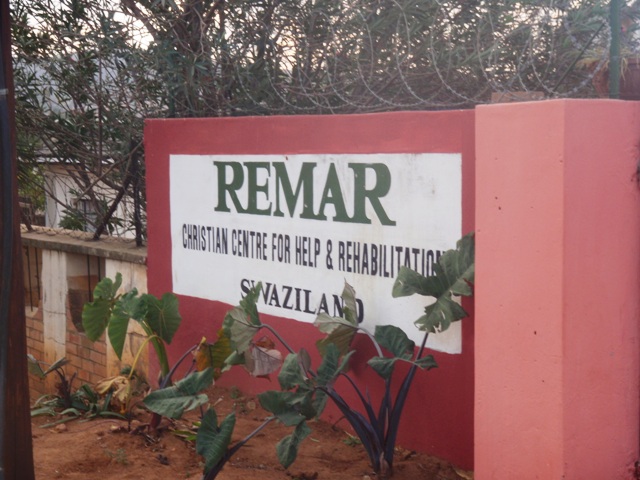 REMAR
CHRISTIAN CENTRE FOR HELP & REHABILITATION
SWAZILAND